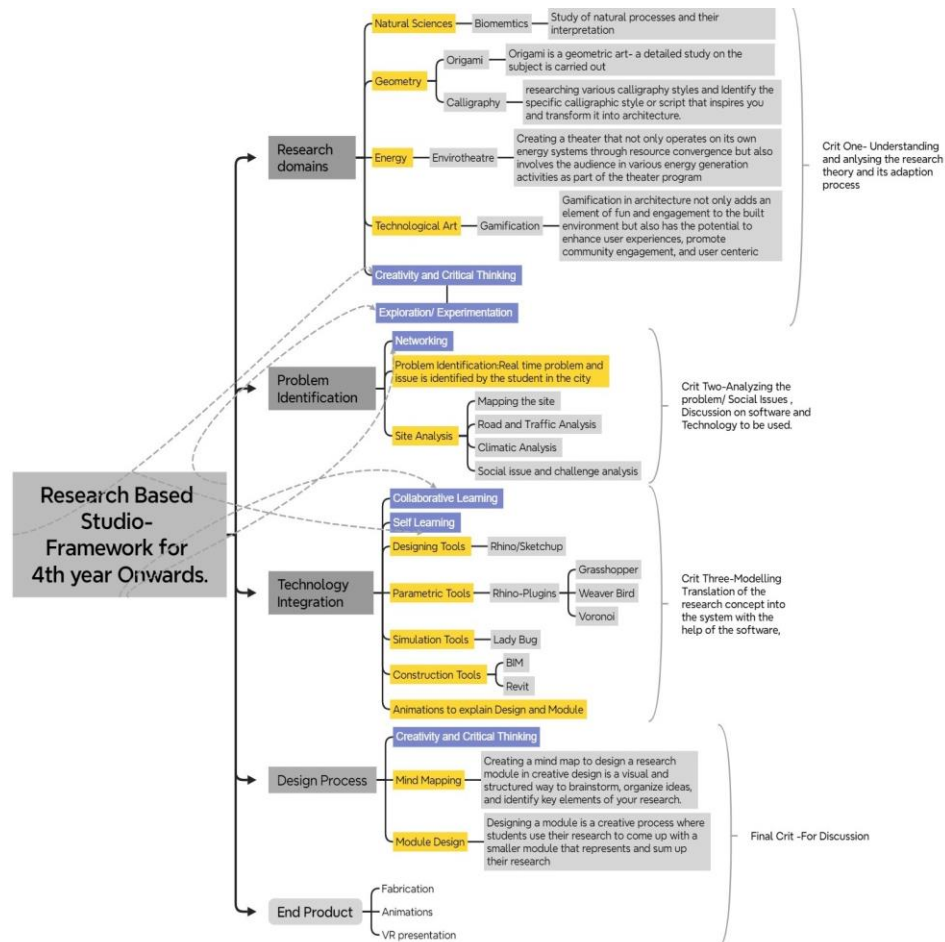 Research Based
Studio-
Framework for
4th year Onwards.
Research
domains
Natural Sciences
Biomemtics
Study of natural processes and their
interpretation
Geometry
Origami
Origami is a geometric art- a detailed study on the
subject is carried out
Calligraphy
researching various calligraphy styles and Identify the
specific calligraphic style or script that inspires you
and transform it into architecture.
Energy
Envirotheatre
Creating a theater that not only operates on its own
energy systems through resource convergence but also
involves the audience in various energy generation
activities as part of the theater program
Technological Art
Gamification
Gamification in architecture not only adds an
element of fun and engagement to the built
environment but also has the potential to
enhance user experiences, promote
community engagement, and user centeric
Creativity and Critical Thinking
Exploration/ Experimentation
Crit One- Understanding
and anlysing the research
theory and its adaption
process
Problem
Identification
Networking
Problem Identification:Real time problem and
issue is identified by the student in the city
Site Analysis
Mapping the site
Road and Traffic Analysis
Climatic Analysis
Social issue and challenge analysis
Crit Two-Analyzing the
problem/ Social Issues ,
Discussion on software and
Technology to be used.
Technology
Integration
Collaborative Learning
Self Learning
Designing Tools
Rhino/Sketchup
Parametric Tools
Rhino-Plugins
Grasshopper
Weaver Bird
Voronoi
Simulation Tools
Lady Bug
Construction Tools
BIM
Revit
Animations to explain Design and Module
Crit Three-Modelling
Translation of the
research concept into
the system with the
help of the software,
Design Process
Creativity and Critical Thinking
Mind Mapping
Creating a mind map to design a research
module in creative design is a visual and
structured way to brainstorm, organize ideas,
and identify key elements of your research.
Module Design
Designing a module is a creative process where
students use their research to come up with a
smaller module that represents and sum up
their research
Final Crit -For Discussion
End Product
Fabrication
Animations
VR presentation